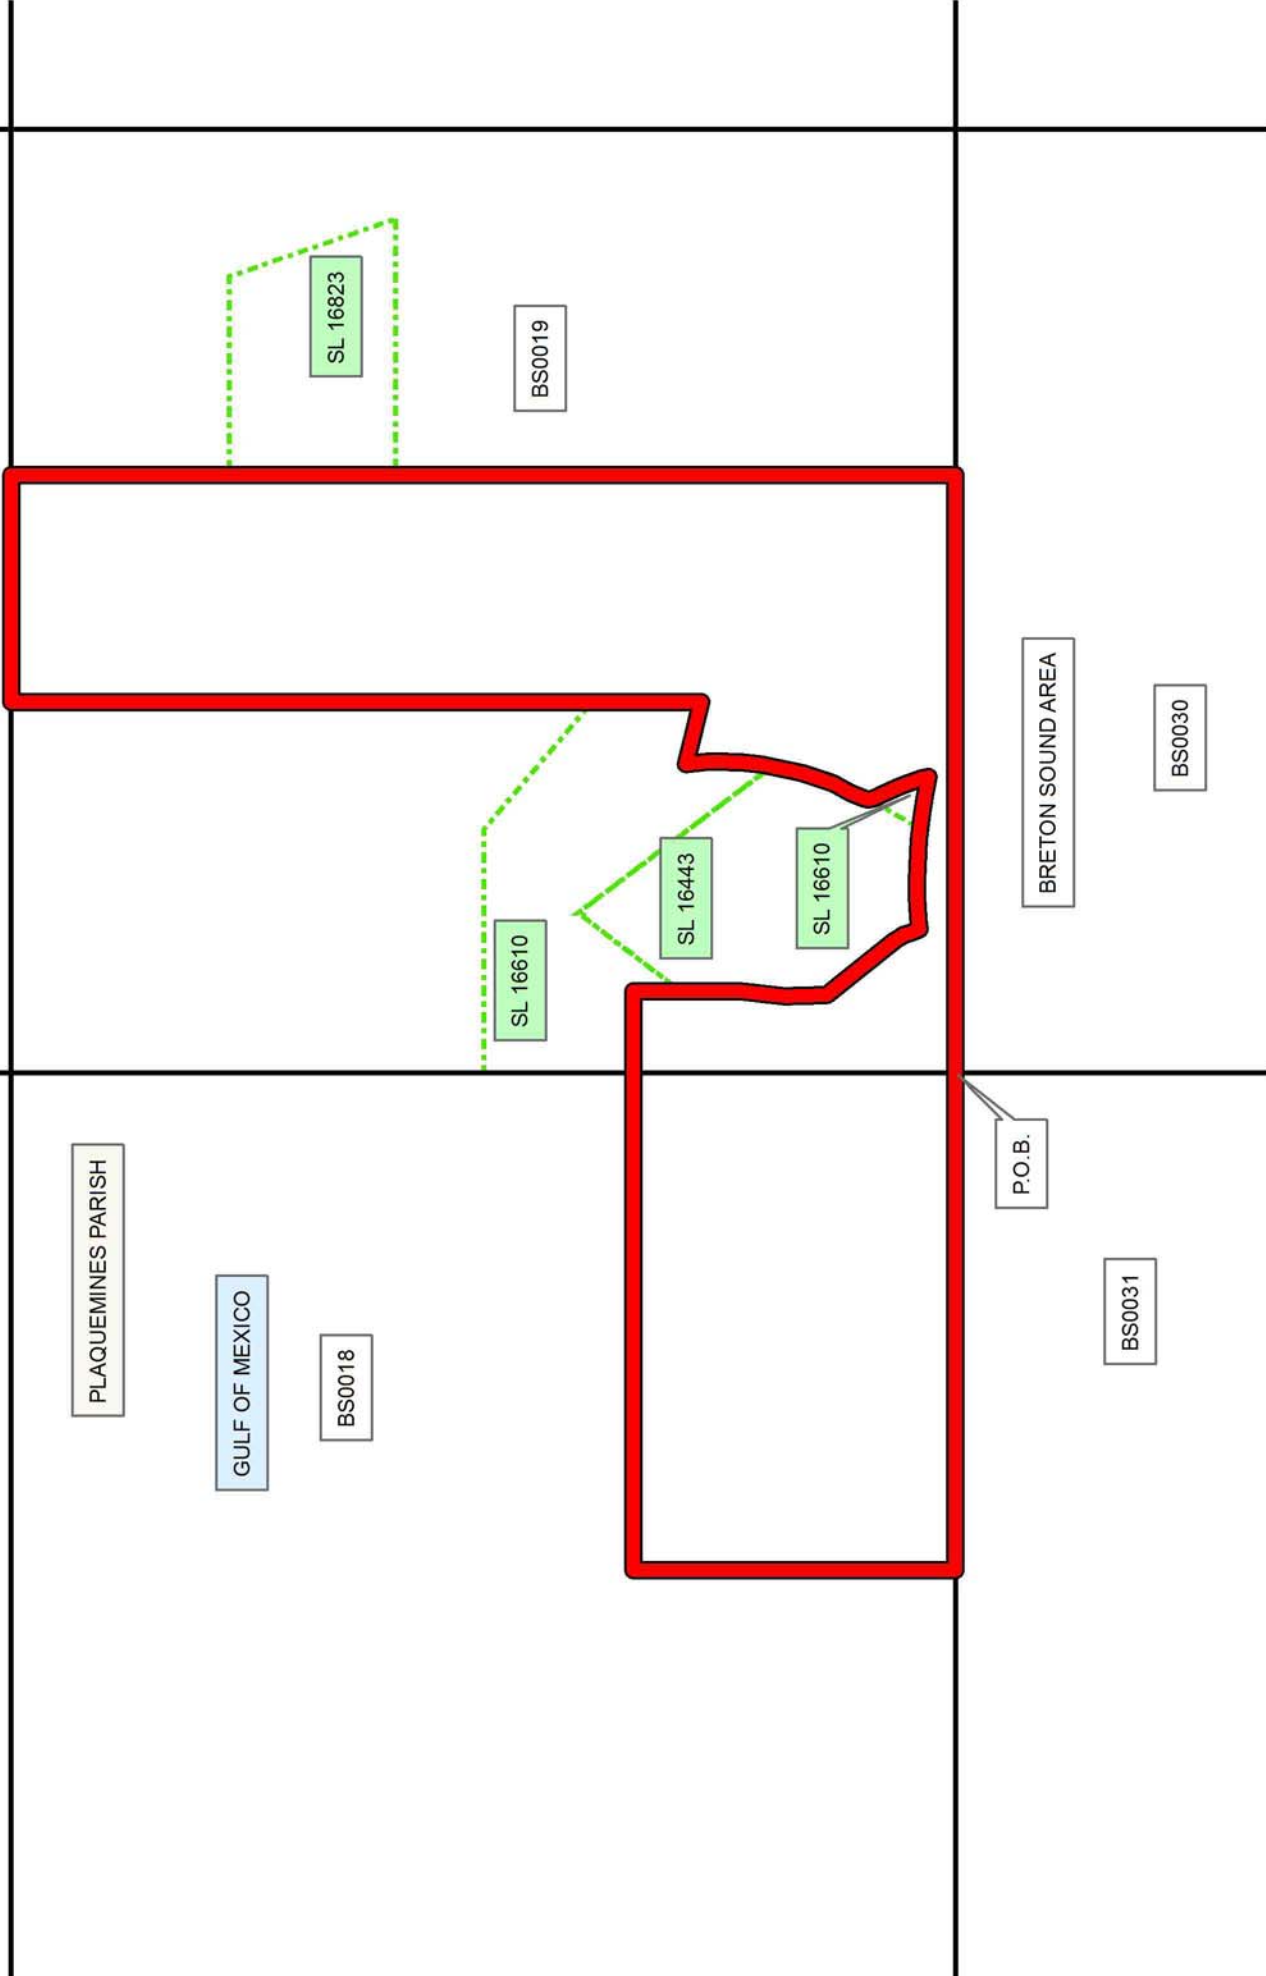 PLAQUEMINES PARISH
GULF OF MEXICO
BS0018
SL 16823
SL 16610
BS0019
SL 16443
SL 16610
P.O.B.
BRETON SOUND AREA
BS0031
BS0030